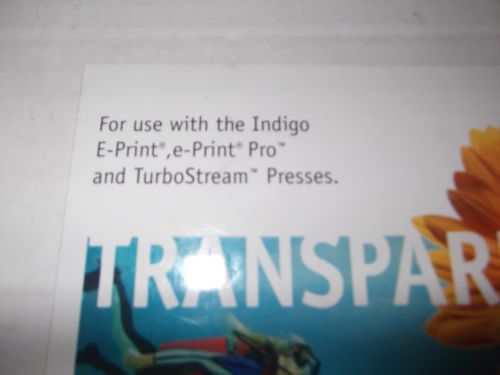 For use with the Indigo
E-Print®, e-Print® Pro™
and TurboStream™ Presses.
TRANSPAR